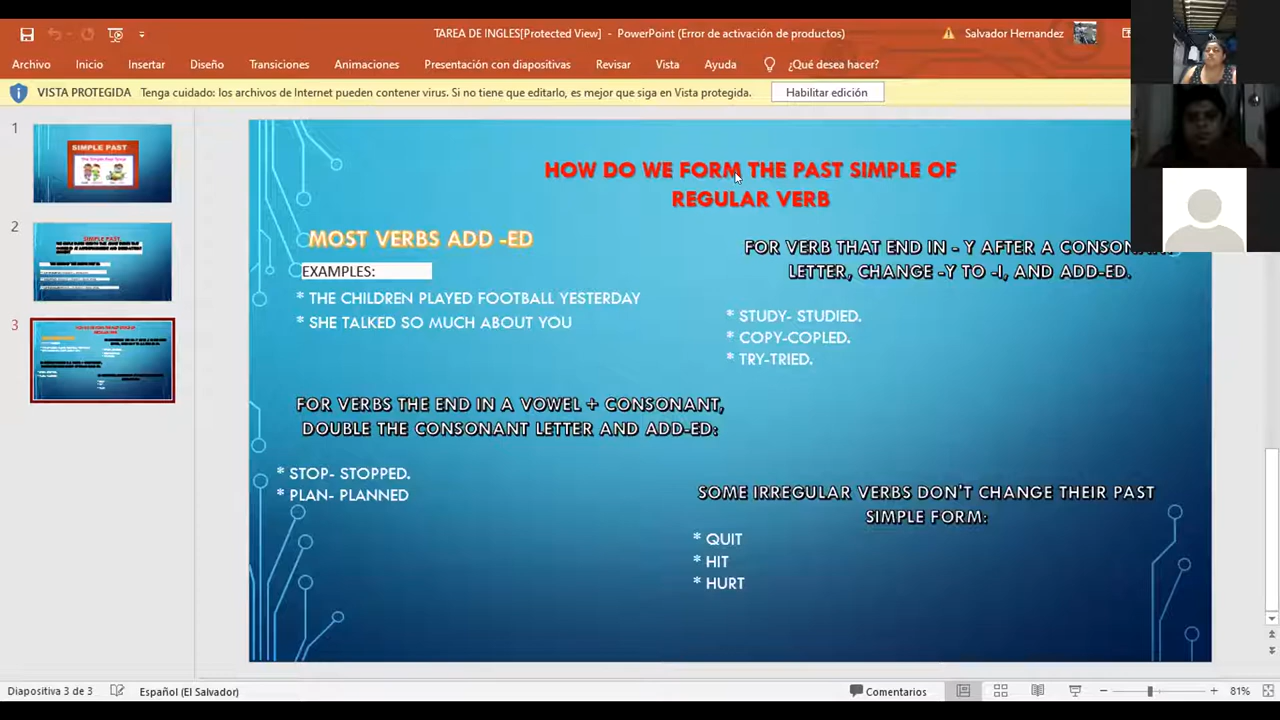 TAREA DE INGLES[Protected View] - PowerPoint (Error de activación de productos)
Salvador Hernandez
Archivo Inicio Insertar Diseño Transiciones Animaciones Presentación con diapositivas Revisar Vista Ayuda ¿Qué desea hacer?
VISTA PROTEGIDA Tenga cuidado: los archivos de Internet pueden contener virus. Si no tiene que editarlo, es mejor que siga en Vista protegida. Habilitar edición
1
SIMPLE PAST
2
3
HOW DO WE FORM THE PAST SIMPLE OF
REGULAR VERB
MOST VERBS ADD -ED
EXAMPLES:
* THE CHILDREN PLAYED FOOTBALL YESTERDAY
* SHE TALKED SO MUCH ABOUT YOU
FOR VERB THAT END IN - Y AFTER A
LETTER, CHANGE -Y TO -I, AND ADD-ED.
* STUDY- STUDIED.
* COPY-COPLED.
* TRY-TRIED.
FOR VERBS THE END IN A VOWEL + CONSONANT,
DOUBLE THE CONSONANT LETTER AND ADD-ED:
* STOP- STOPPED.
* PLAN- PLANNED
SOME IRREGULAR VERBS DON'T CHANGE THEIR PAST
SIMPLE FORM:
* QUIT
* HIT
* HURT
Diapositiva 3 de 3 Español (El Salvador) Comentarios 81%